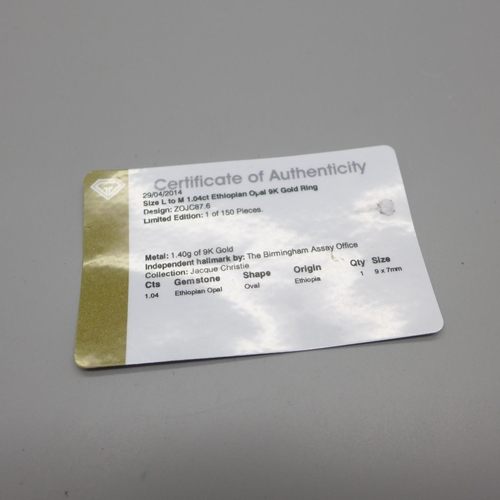 Certificate of Authenticity
29/04/2014
Size L to M 1.04ct Ethiopian Opal 9K Gold Ring
Design: ZOJC87.6
Limited Edition: 1 of 150 Pieces.
Metal: 1.40g of 9K Gold
Independent hallmark by: The Birmingham Assay Office
Collection: Jacque Christie
Cts Gemstone Shape Origin Qty Size
1.04 Ethiopian Opal Oval Ethiopia 1 9 x 7mm